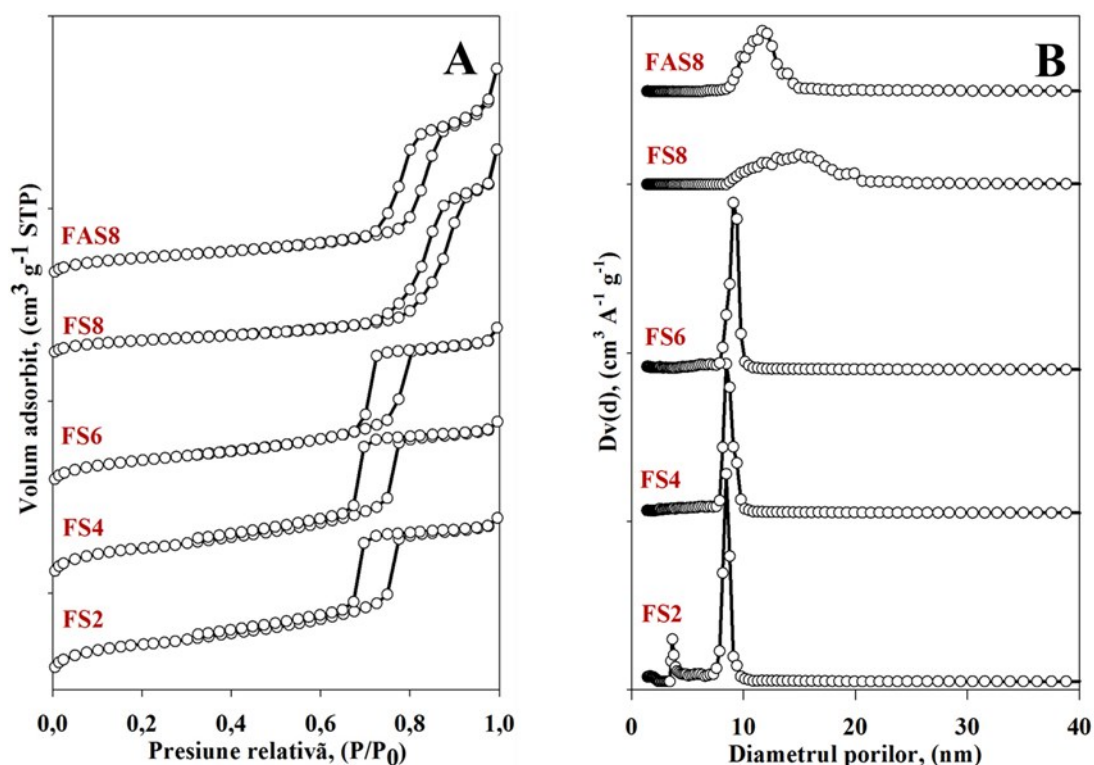 A
Volum adsorbit, (cm³ g⁻¹ STP)
FAS8
FS8
FS6
FS4
FS2
0,0 0,2 0,4 0,6 0,8 1,0
Presiune relativã, (P/P₀)
B
Dv(d), (cm³ A⁻¹ g⁻¹)
FAS8
FS8
FS6
FS4
FS2
0 10 20 30 40
Diametrul porilor, (nm)